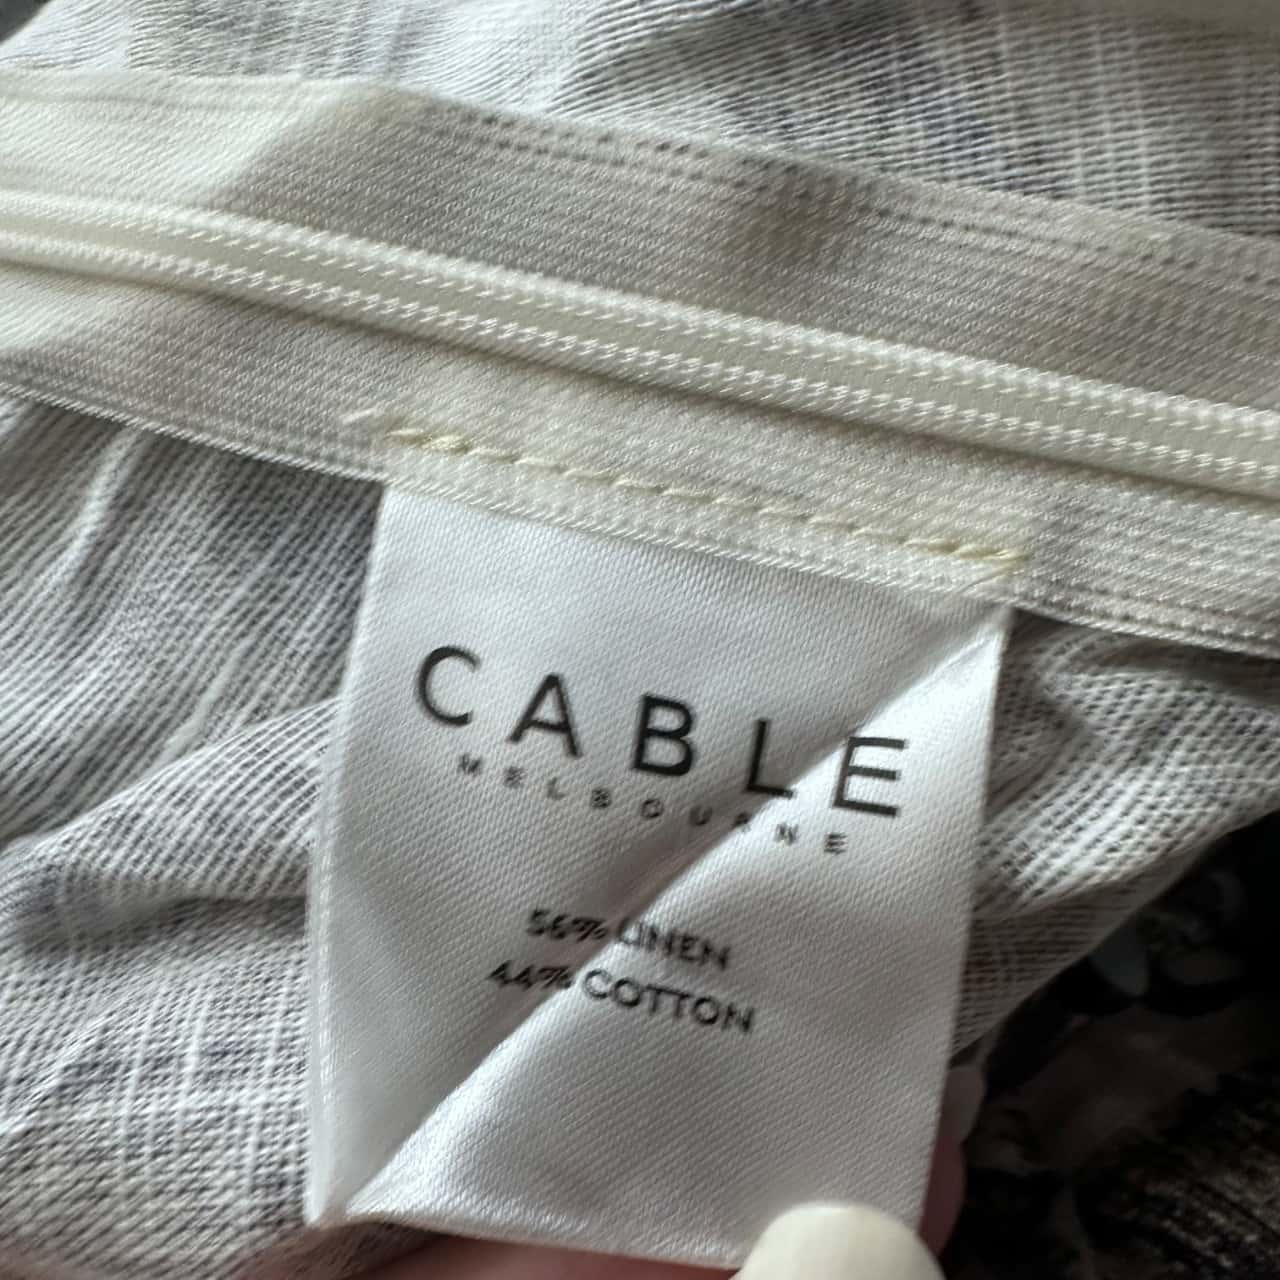 CABLE
MELBOURNE
56% LINEN
44% COTTON